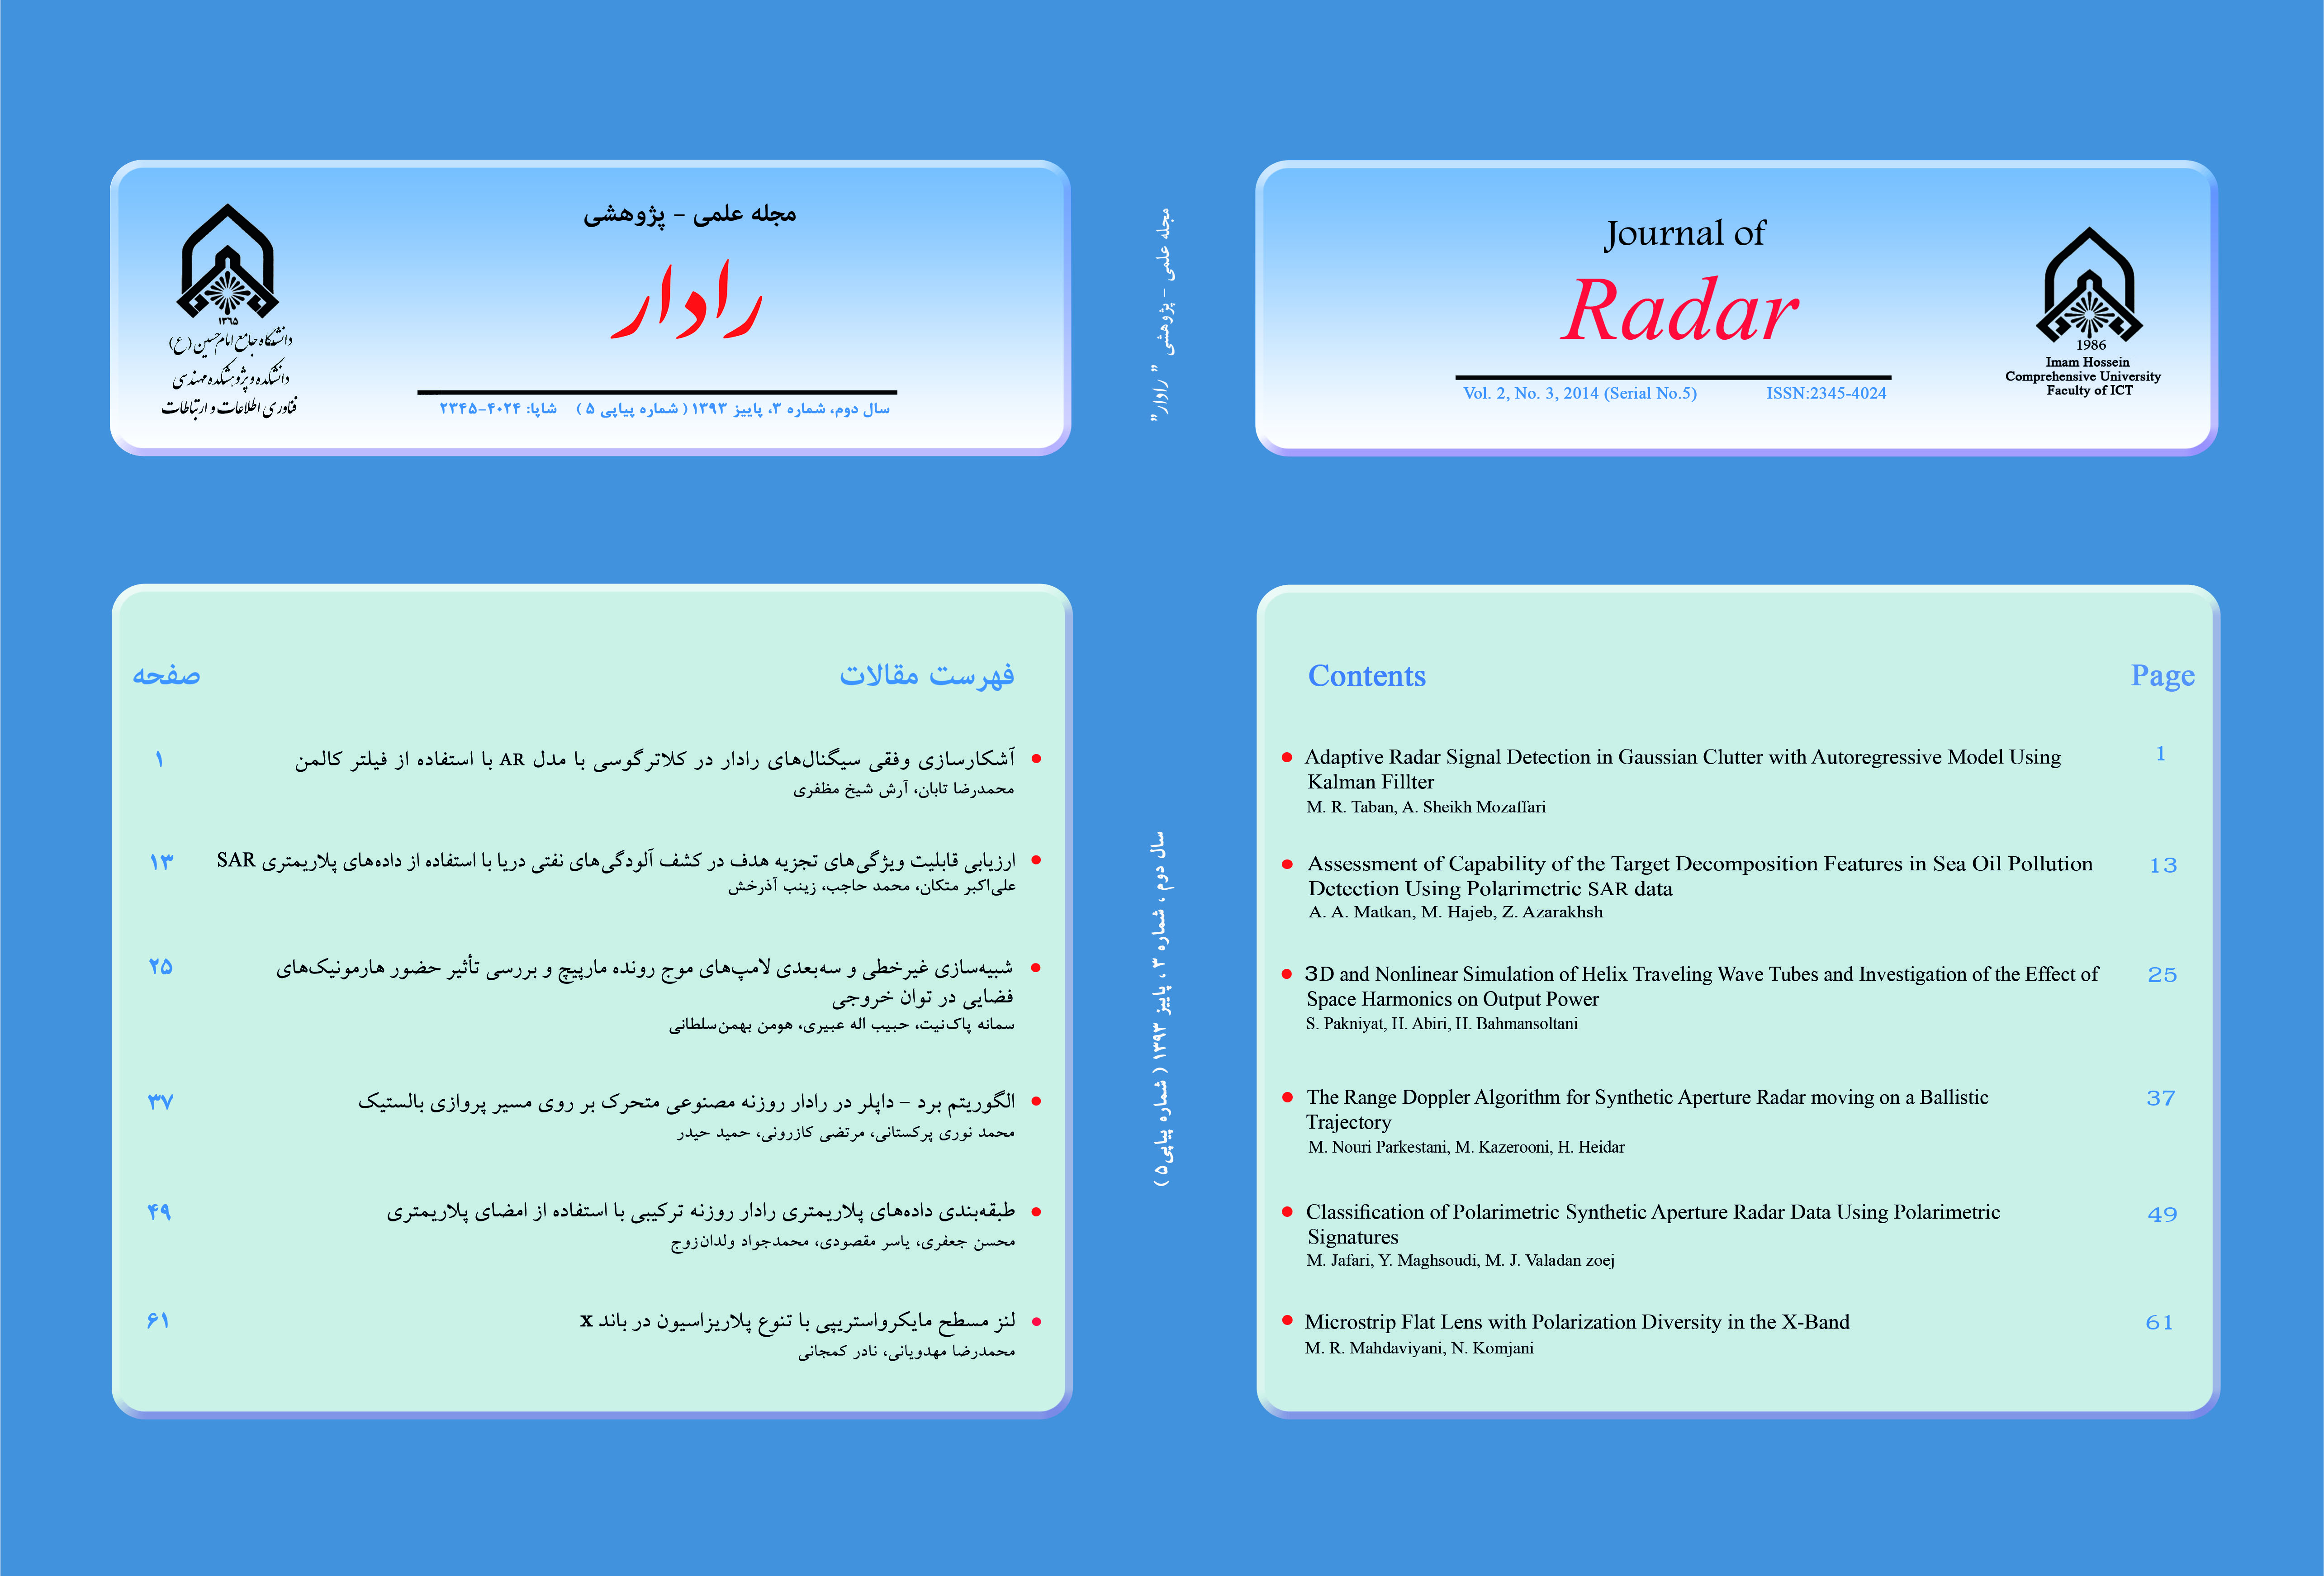 مجله علمی - پژوهشی
رادار
سال دوم، شماره ۳، پاییز ۱۳۹۳ ( شماره پیاپی ۵ ) شاپا: ۴۰۲۴-۲۳۴۵
۱۳۶۵
دانشگاه جامع امام حسین (ع)
دانشکده و پژوهشکده مهندسی
فناوری اطلاعات و ارتباطات
فهرست مقالات صفحه
آشکارسازی وفقی سیگنال‌های رادار در کلاترگوسی با مدل AR با استفاده از فیلتر کالمن ۱
محمدرضا تابان، آرش شیخ مظفری
ارزیابی قابلیت ویژگی‌های تجزیه هدف در کشف آلودگی‌های نفتی دریا با استفاده از داده‌های پلاریمتری SAR ۱۳
علی‌اکبر متکان، محمد حاجب، زینب آذرخش
شبیه‌سازی غیرخطی و سه‌بعدی لامپ‌های موج رونده مارپیچ و بررسی تأثیر حضور هارمونیک‌های ۲۵
فضایی در توان خروجی
سمانه پاک‌نیت، حبیب اله عبیری، هومن بهمن‌سلطانی
الگوریتم برد - داپلر در رادار روزنه مصنوعی متحرک بر روی مسیر پروازی بالستیک ۳۷
محمد نوری پرکستانی، مرتضی کازرونی، حمید حیدر
طبقه‌بندی داده‌های پلاریمتری رادار روزنه ترکیبی با استفاده از امضای پلاریمتری ۴۹
محسن جعفری، یاسر مقصودی، محمدجواد ولدان‌زوج
لنز مسطح مایکرواستریپی با تنوع پلاریزاسیون در باند x ۶۱
محمدرضا مهدویانی، نادر کمجانی
مجله علمی - پژوهشی " رادار"
سال دوم ، شماره ۳ ، پاییز ۱۳۹۳ ( شماره پیاپی۵ )
Journal of
Radar
Vol. 2, No. 3, 2014 (Serial No.5) ISSN:2345-4024
1986
Imam Hossein
Comprehensive University
Faculty of ICT
Contents Page
Adaptive Radar Signal Detection in Gaussian Clutter with Autoregressive Model Using 1
Kalman Fillter
M. R. Taban, A. Sheikh Mozaffari
Assessment of Capability of the Target Decomposition Features in Sea Oil Pollution 13
Detection Using Polarimetric SAR data
A. A. Matkan, M. Hajeb, Z. Azarakhsh
3D and Nonlinear Simulation of Helix Traveling Wave Tubes and Investigation of the Effect of 25
Space Harmonics on Output Power
S. Pakniyat, H. Abiri, H. Bahmansoltani
The Range Doppler Algorithm for Synthetic Aperture Radar moving on a Ballistic 37
Trajectory
M. Nouri Parkestani, M. Kazerooni, H. Heidar
Classification of Polarimetric Synthetic Aperture Radar Data Using Polarimetric 49
Signatures
M. Jafari, Y. Maghsoudi, M. J. Valadan zoej
Microstrip Flat Lens with Polarization Diversity in the X-Band 61
M. R. Mahdaviyani, N. Komjani